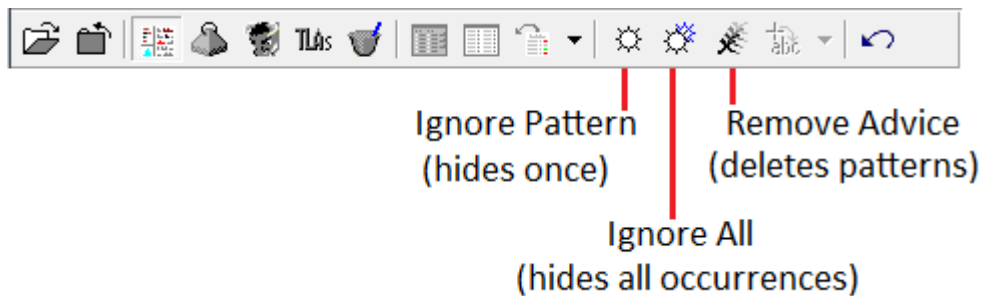 TLAs
abc
Ignore Pattern
(hides once)
Remove Advice
(deletes patterns)
Ignore All
(hides all occurrences)